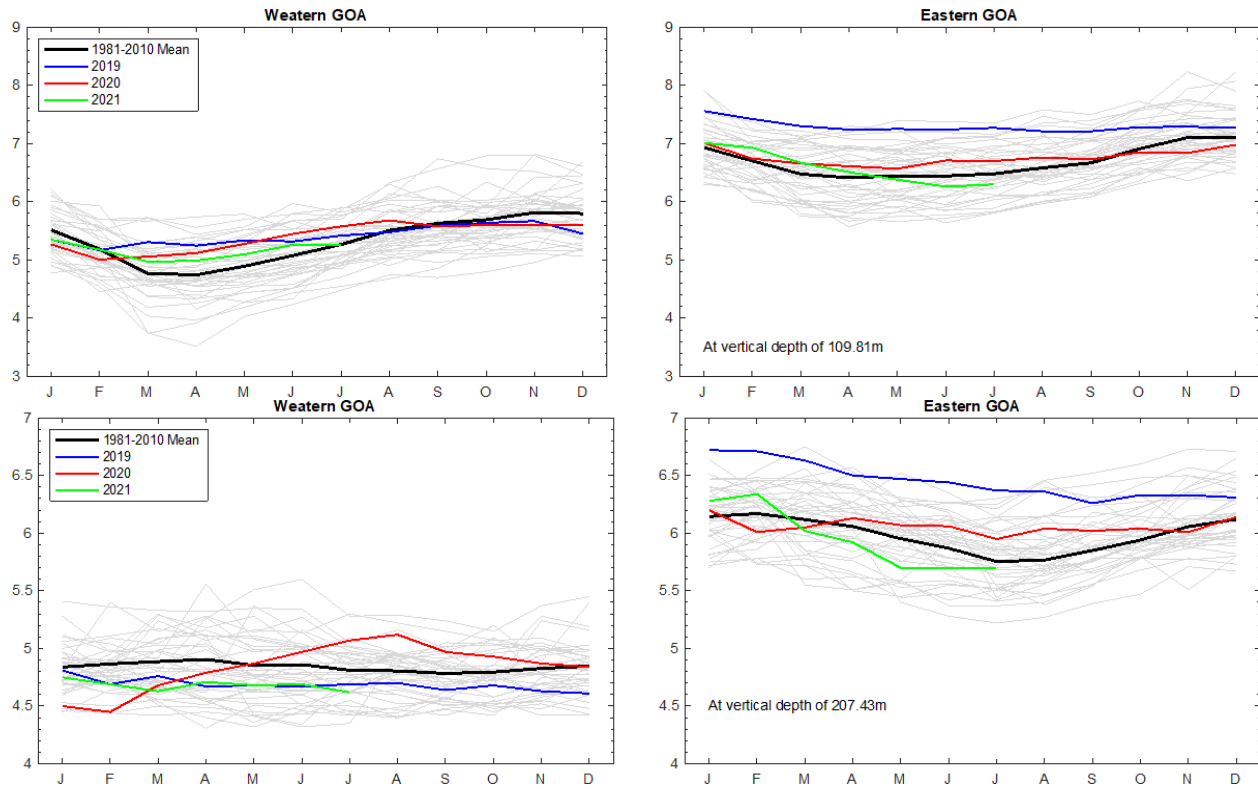 Weatern GOA
9
8
7
6
5
4
3
1981-2010 Mean
2019
2020
2021
J F M A M J J A S O N D
Eastern GOA
9
8
7
6
5
4
3
At vertical depth of 109.81m
J F M A M J J A S O N D
Weatern GOA
7
6.5
6
5.5
5
4.5
4
1981-2010 Mean
2019
2020
2021
J F M A M J J A S O N D
Eastern GOA
7
6.5
6
5.5
5
4.5
4
At vertical depth of 207.43m
J F M A M J J A S O N D